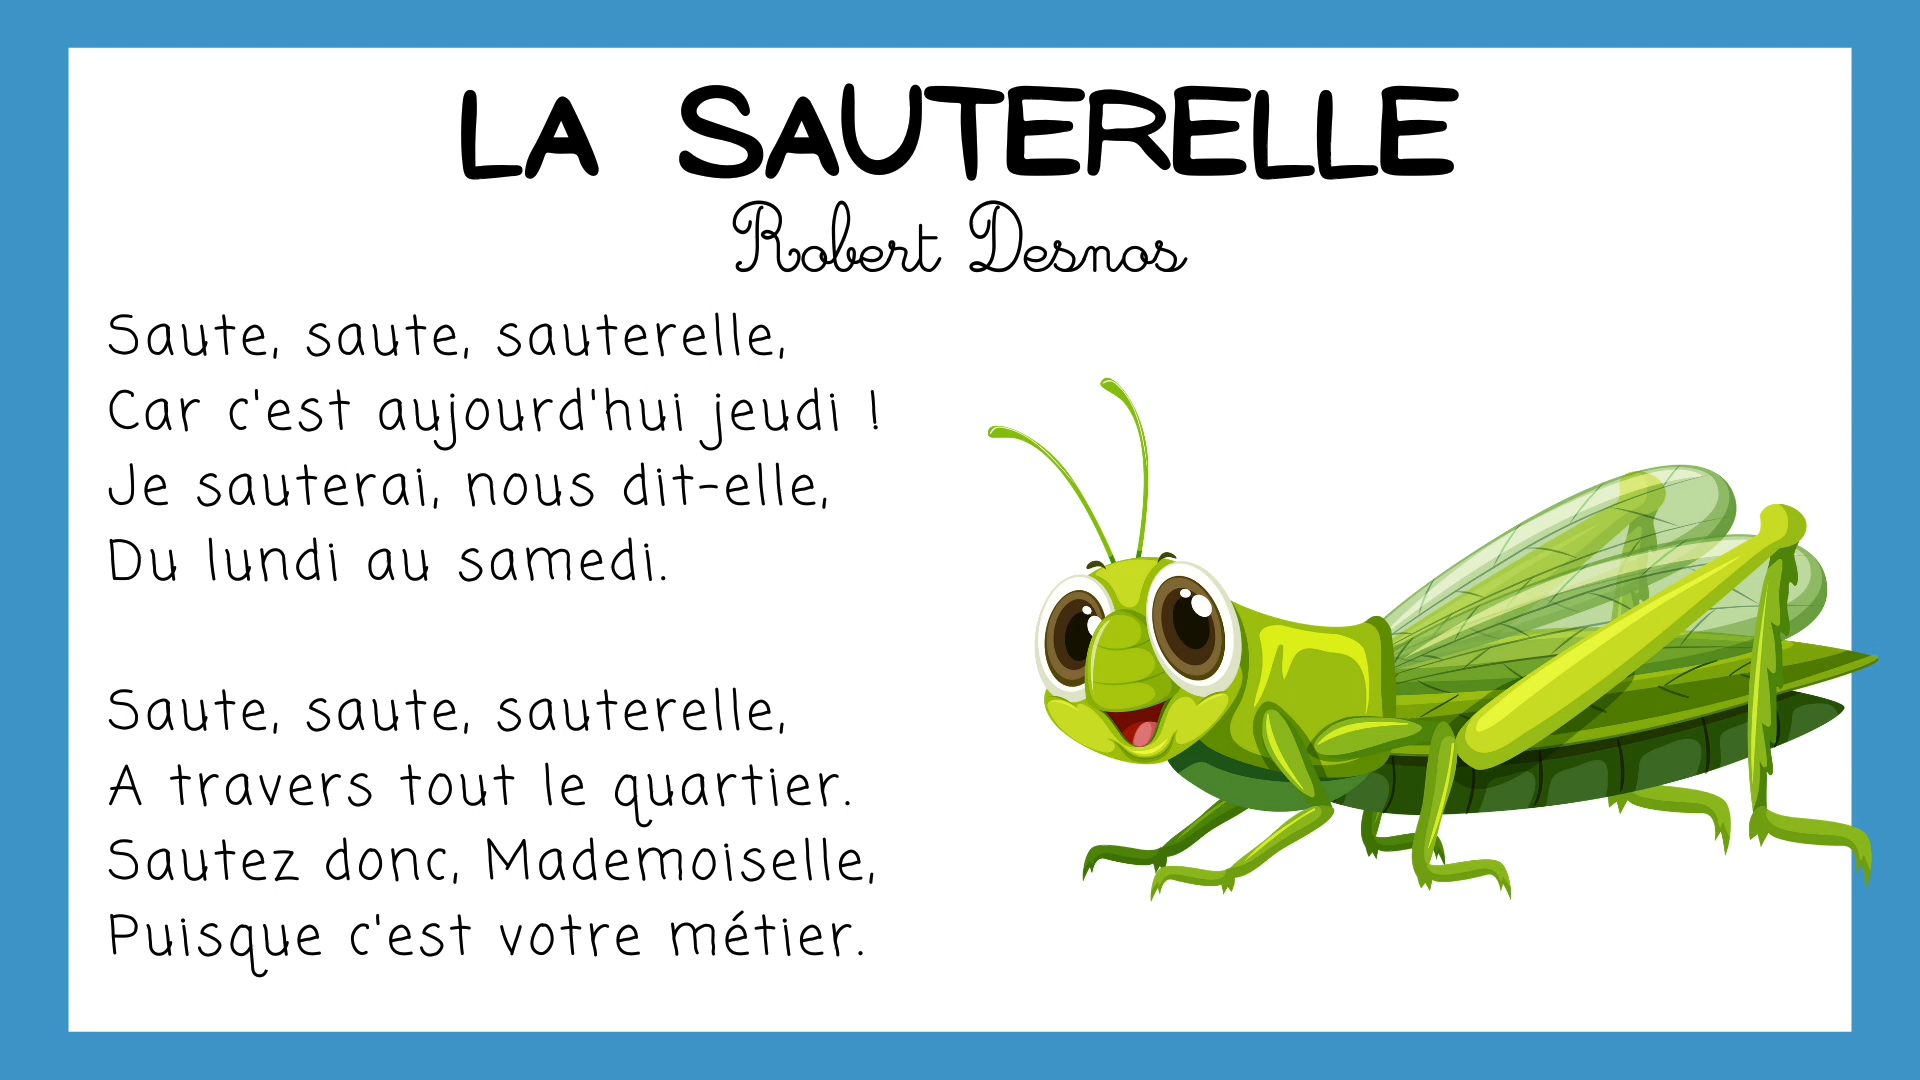 LA SAUTERELLE
Robert Desnos
Saute, saute, sauterelle,
Car c'est aujourd'hui jeudi !
Je sauterai, nous dit-elle,
Du lundi au samedi.
Saute, saute, sauterelle,
A travers tout le quartier.
Sautez donc, Mademoiselle,
Puisque c'est votre métier.